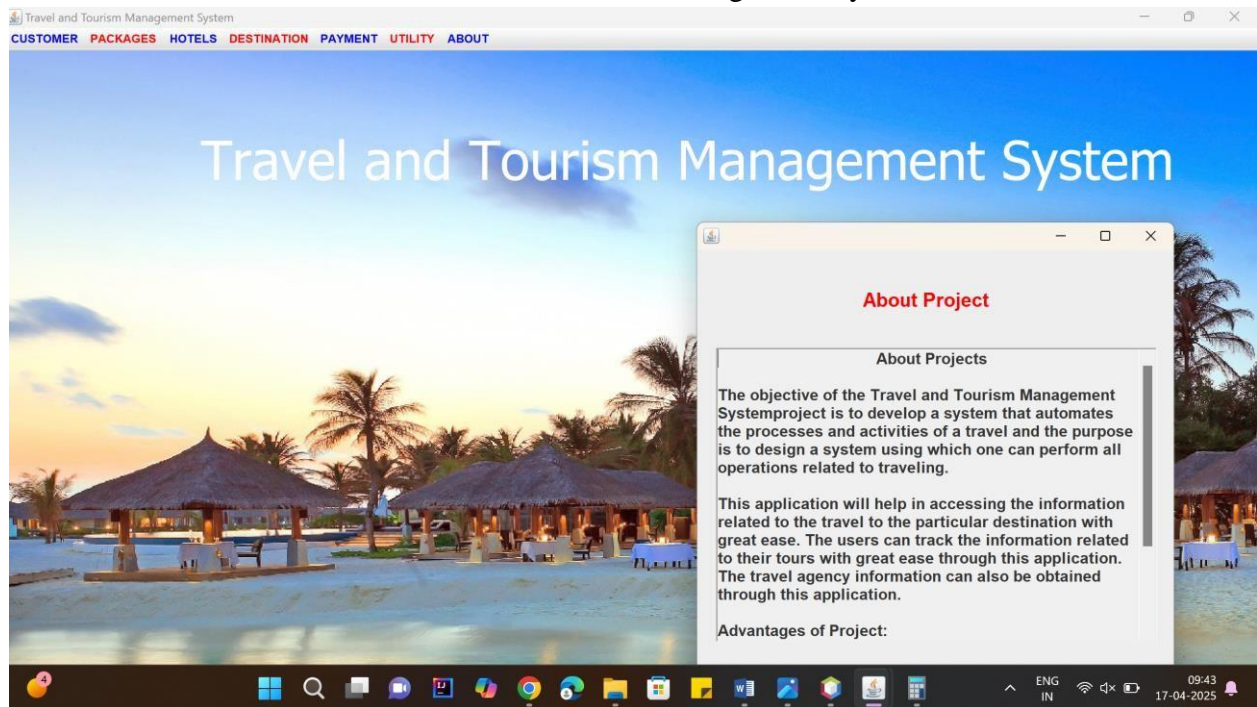 Travel and Tourism Management System
CUSTOMER PACKAGES HOTELS DESTINATION PAYMENT UTILITY ABOUT
Travel and Tourism Management System
About Project
About Projects
The objective of the Travel and Tourism Management
Systemproject is to develop a system that automates
the processes and activities of a travel and the purpose
is to design a system using which one can perform all
operations related to traveling.
This application will help in accessing the information
related to the travel to the particular destination with
great ease. The users can track the information related
to their tours with great ease through this application.
The travel agency information can also be obtained
through this application.
Advantages of Project:
4
ENG
IN
09:43
17-04-2025